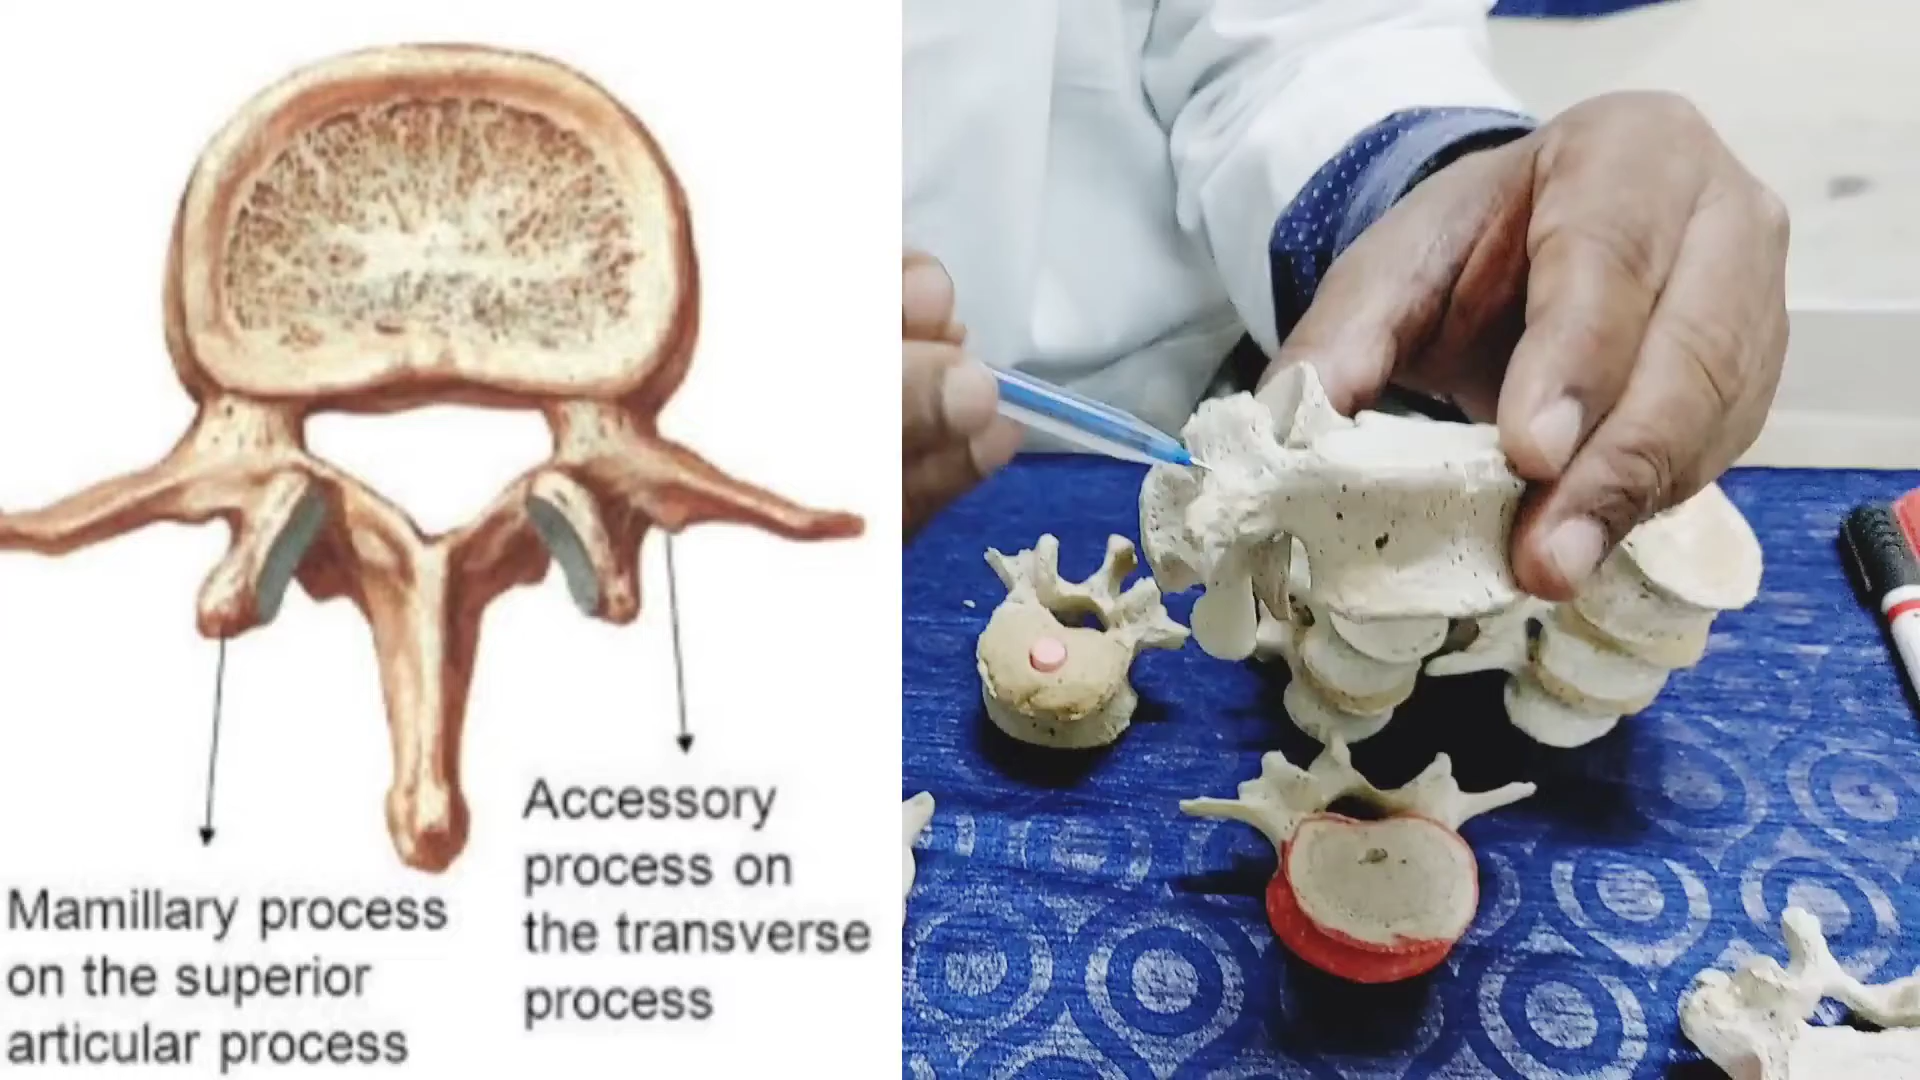 Mamillary process
on the superior
articular process
Accessory
process on
the transverse
process